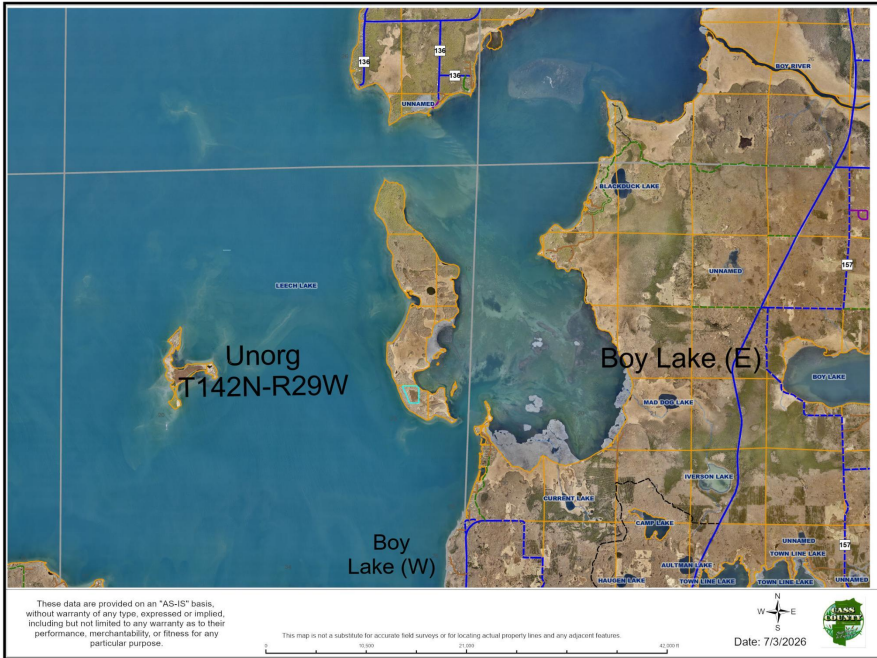 136
136
136
BOY RIVER
UNNAMED
BLACKDUCK LAKE
UNNAMED
157
LEECH LAKE
Unorg
T142N-R29W
Boy Lake (E)
BOY LAKE
MAD DOG LAKE
IVERSON LAKE
CURRENT LAKE
CAMP LAKE
Boy
Lake (W)
UNNAMED
157
TOWN LINE LAKE
AULTMAN LAKE
HAUGEN LAKE
TOWN LINE LAKE
TOWN LINE LAKE
UNNAMED
These data are provided on an "AS-IS" basis,
without warranty of any type, expressed or implied,
including but not limited to any warranty as to their
performance, merchantability, or fitness for any
particular purpose.
This map is not a substitute for accurate field surveys or for locating actual property lines and any adjacent features.
0
10,500
21,000
42,000 ft
N
W
E
S
Date: 7/3/2026
CASS
COUNTY